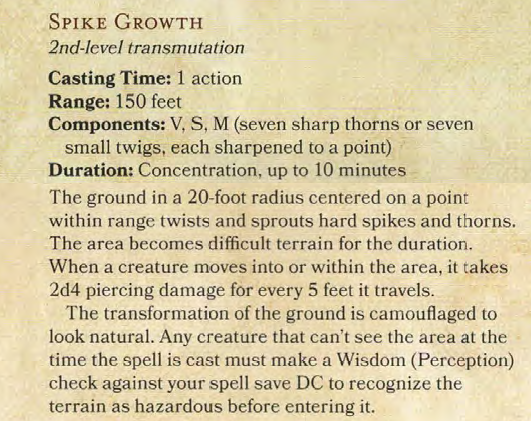 SPIKE GROWTH
2nd-level transmutation
Casting Time: 1 action
Range: 150 feet
Components: V, S, M (seven sharp thorns or seven
small twigs, each sharpened to a point)
Duration: Concentration, up to 10 minutes
The ground in a 20-foot radius centered on a point
within range twists and sprouts hard spikes and thorns.
The area becomes difficult terrain for the duration.
When a creature moves into or within the area, it takes
2d4 piercing damage for every 5 feet it travels.
The transformation of the ground is camouflaged to
look natural. Any creature that can't see the area at the
time the spell is cast must make a Wisdom (Perception)
check against your spell save DC to recognize the
terrain as hazardous before entering it.